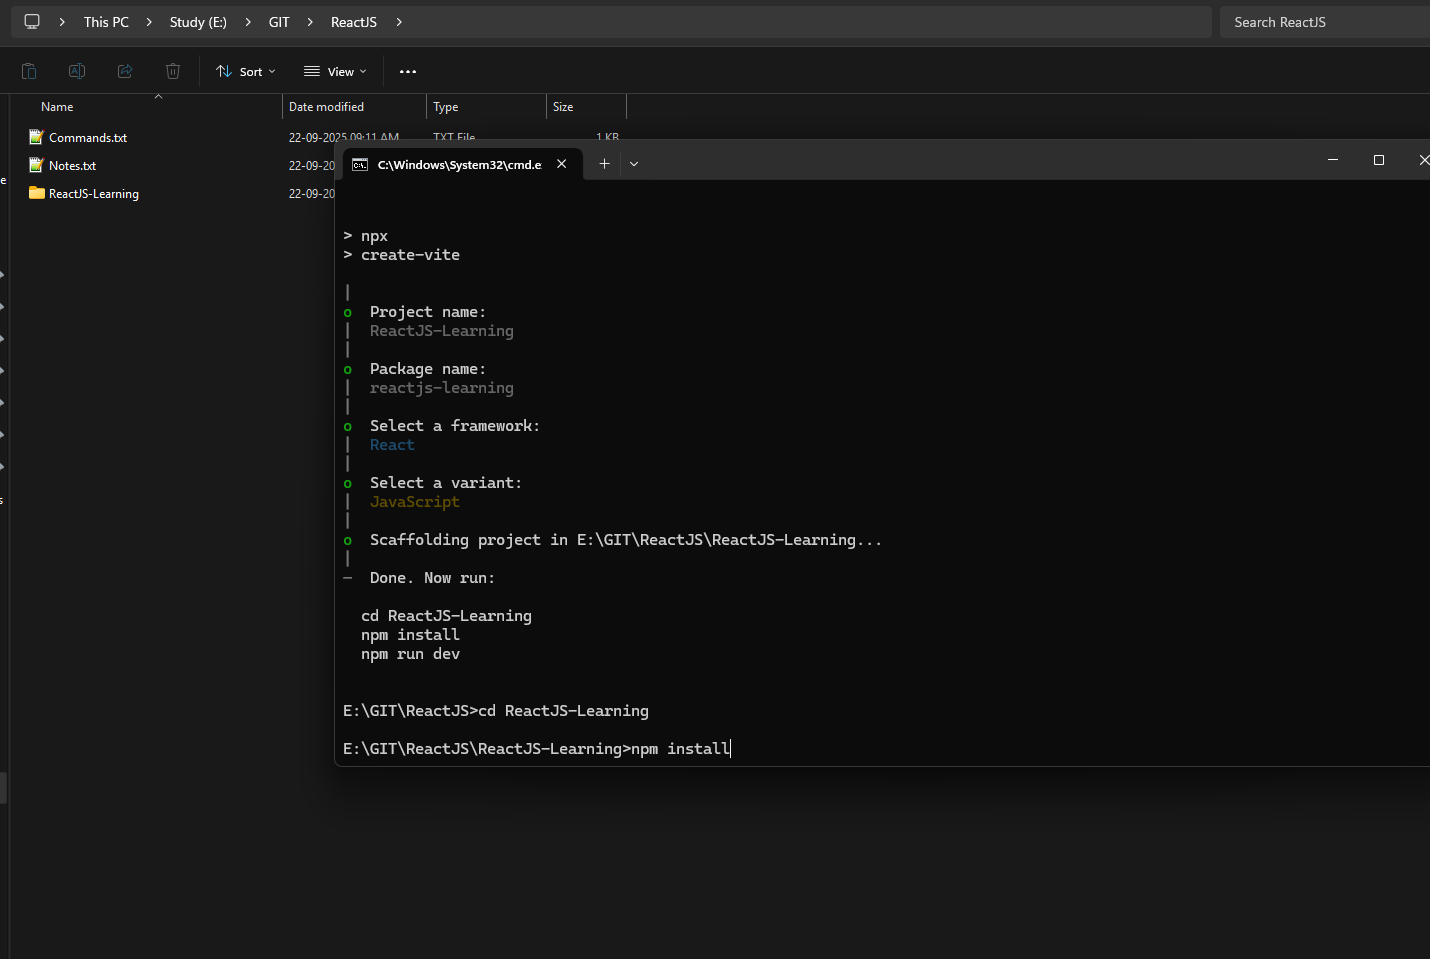 This PC > Study (E:) > GIT > ReactJS >
Search ReactJS
Sort
View
Name
Date modified
Type
Size
Commands.txt
22-09-2025 09:11 AM
TXT File
1 KB
Notes.txt
22-09-20
ReactJS-Learning
22-09-20
C:\Windows\System32\cmd.e
> npx
> create-vite
o Project name:
ReactJS-Learning
o Package name:
reactjs-learning
o Select a framework:
React
o Select a variant:
JavaScript
o Scaffolding project in E:\GIT\ReactJS\ReactJS-Learning...
— Done. Now run:
cd ReactJS-Learning
npm install
npm run dev
E:\GIT\ReactJS>cd ReactJS-Learning
E:\GIT\ReactJS\ReactJS-Learning>npm install